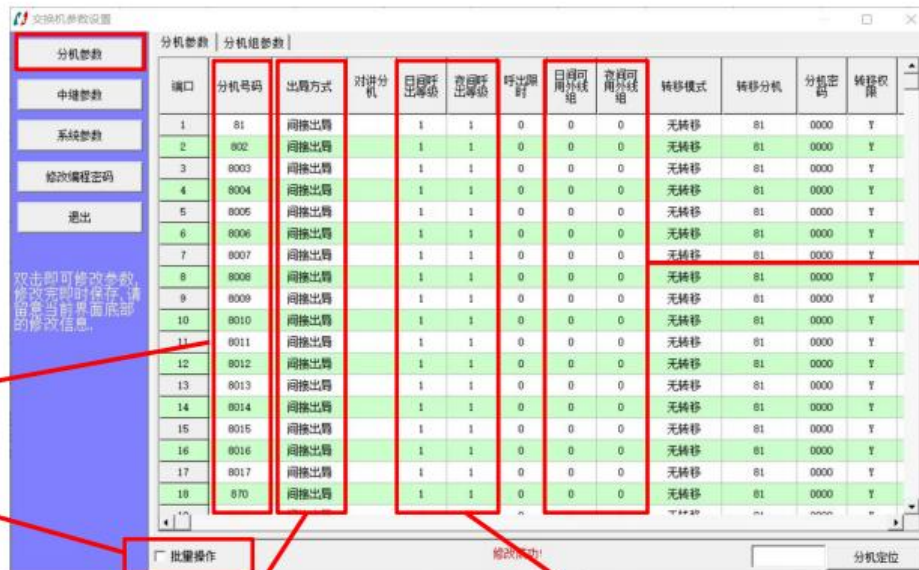 交换机参数设置
分机参数
中继参数
系统参数
修改编程密码
退出
双击即可修改参数,
修改完即时保存,请
留意当前界面底部
的修改信息.
分机参数 分机组参数
端口 分机号码 出局方式 对讲分机 日间呼出等级 夜间呼出等级 呼出限时 日间可用外线组 夜间可用外线组 转移模式 转移分机 分机密码 转移权限
1 81 间接出局 1 1 0 0 0 无转移 81 0000 Y
2 802 间接出局 1 1 0 0 0 无转移 81 0000 Y
3 8003 间接出局 1 1 0 0 0 无转移 81 0000 Y
4 8004 间接出局 1 1 0 0 0 无转移 81 0000 Y
5 8005 间接出局 1 1 0 0 0 无转移 81 0000 Y
6 8006 间接出局 1 1 0 0 0 无转移 81 0000 Y
7 8007 间接出局 1 1 0 0 0 无转移 81 0000 Y
8 8008 间接出局 1 1 0 0 0 无转移 81 0000 Y
9 8009 间接出局 1 1 0 0 0 无转移 81 0000 Y
10 8010 间接出局 1 1 0 0 0 无转移 81 0000 Y
11 8011 间接出局 1 1 0 0 0 无转移 81 0000 Y
12 8012 间接出局 1 1 0 0 0 无转移 81 0000 Y
13 8013 间接出局 1 1 0 0 0 无转移 81 0000 Y
14 8014 间接出局 1 1 0 0 0 无转移 81 0000 Y
15 8015 间接出局 1 1 0 0 0 无转移 81 0000 Y
16 8016 间接出局 1 1 0 0 0 无转移 81 0000 Y
17 8017 间接出局 1 1 0 0 0 无转移 81 0000 Y
18 870 间接出局 1 1 0 0 0 无转移 81 0000 Y
批量操作 修改成功! 分机定位